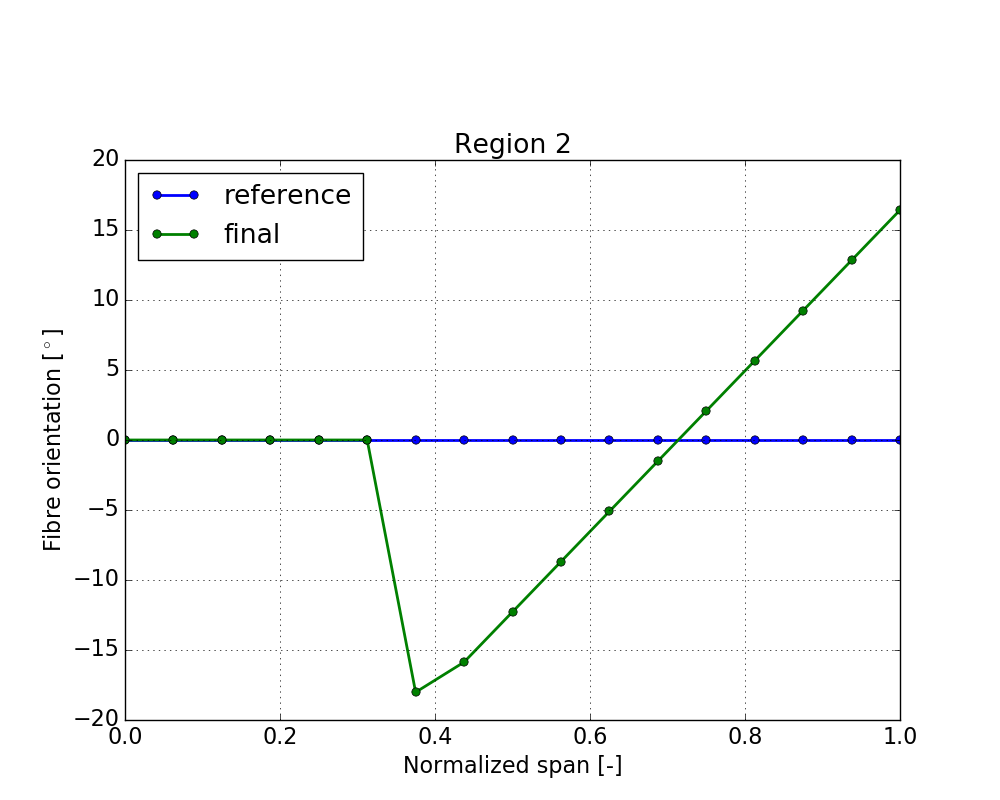 Region 2
reference
final
20
15
10
5
0
−5
−10
−15
−20
Fibre orientation [°]
0.0 0.2 0.4 0.6 0.8 1.0
Normalized span [-]